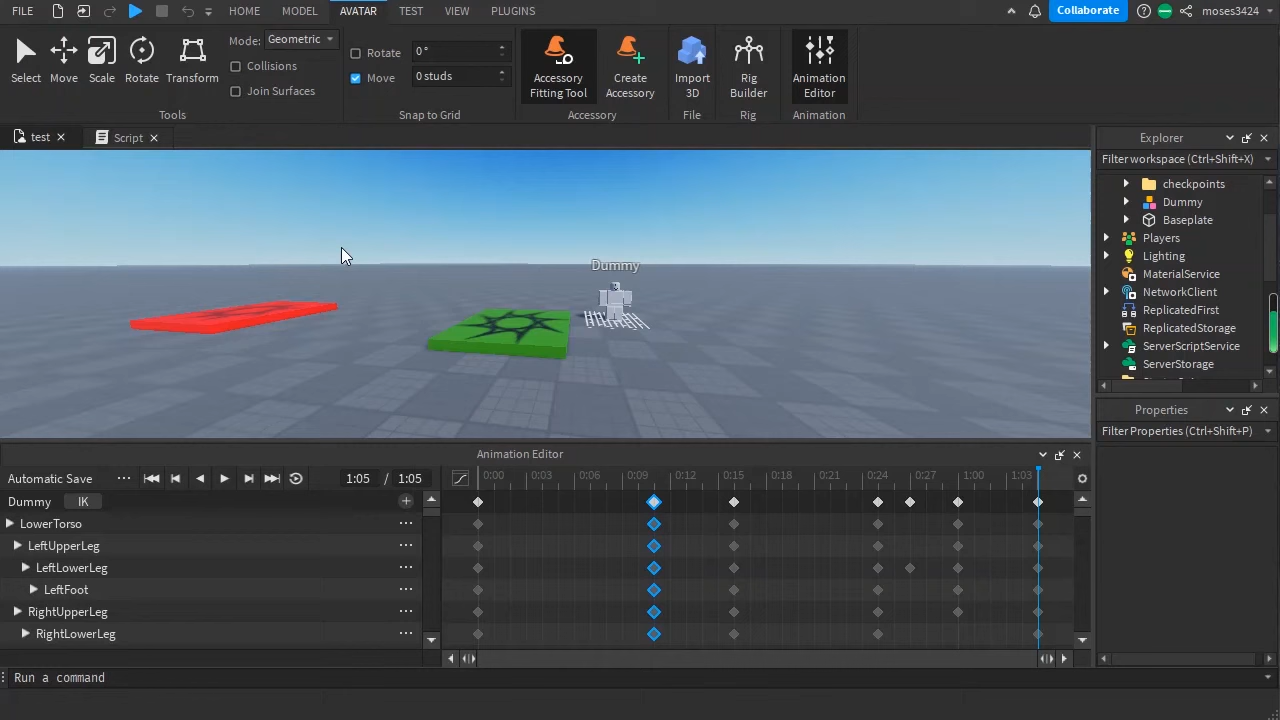 FILE HOME MODEL AVATAR TEST VIEW PLUGINS Collaborate moses3424
Mode: Geometric
Collisions
Join Surfaces
Select Move Scale Rotate Transform
Tools
Rotate 0°
Move 0 studs
Snap to Grid
Accessory Fitting Tool
Create Accessory
Accessory
Import 3D
File
Rig Builder
Rig
Animation Editor
Animation
test Script
Dummy
Explorer
Filter workspace (Ctrl+Shift+X)
checkpoints
Dummy
Baseplate
Players
Lighting
MaterialService
NetworkClient
ReplicatedFirst
ReplicatedStorage
ServerScriptService
ServerStorage
Properties
Filter Properties (Ctrl+Shift+P)
Animation Editor
Automatic Save 1:05 / 1:05
0:00 0:03 0:06 0:09 0:12 0:15 0:18 0:21 0:24 0:27 1:00 1:03
Dummy IK
LowerTorso
LeftUpperLeg
LeftLowerLeg
LeftFoot
RightUpperLeg
RightLowerLeg
Run a command